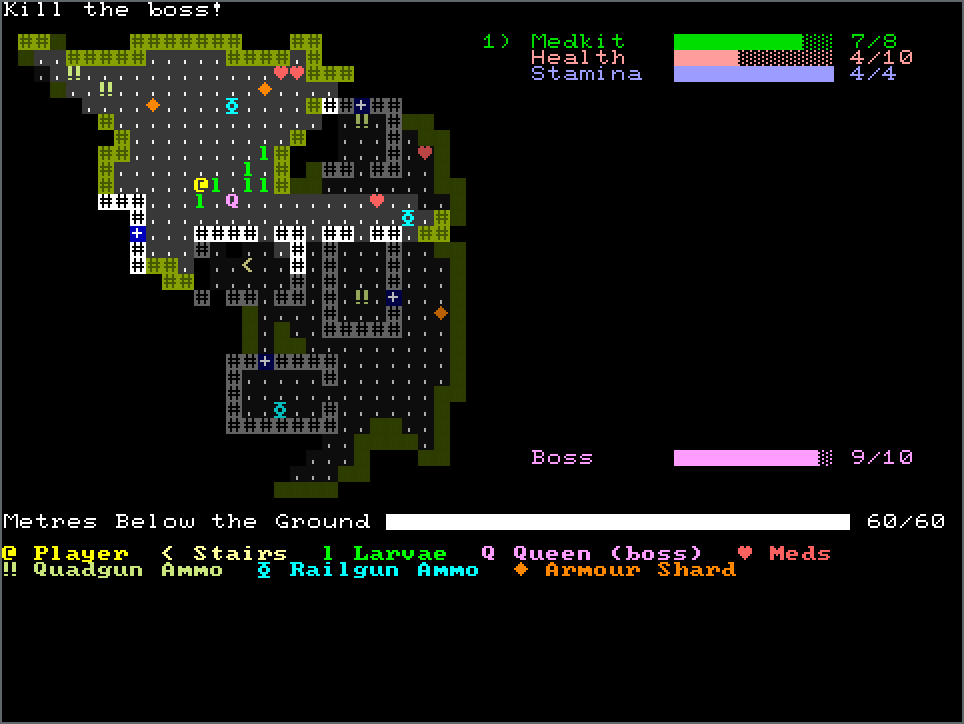 Kill the boss!
1) Medkit 7/8
Health 4/10
Stamina 4/4
Boss 9/10
Metres Below the Ground 60/60
@ Player < Stairs l Larvae Q Queen (boss) ♥ Meds
‼ Quadgun Ammo Railgun Ammo ♦ Armour Shard